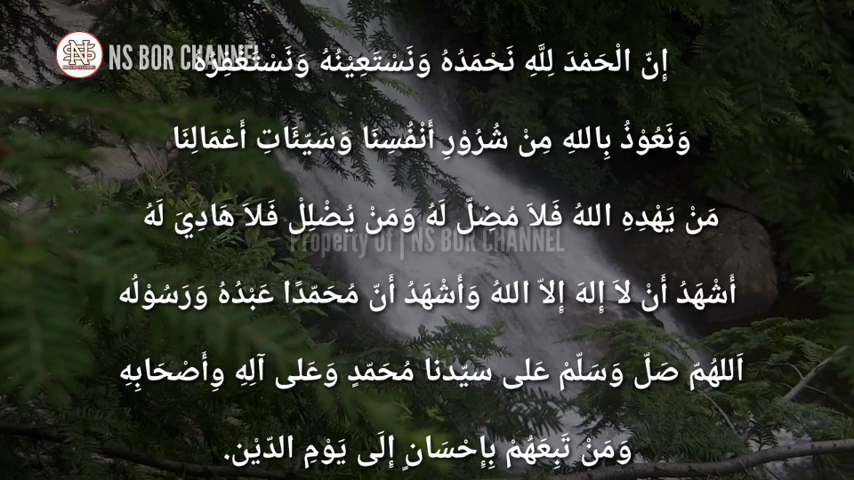 NS BOR CHANNEL
إِنّ الْحَمْدَ لِلَّهِ نَحْمَدُهُ وَنَسْتَعِيْنُهُ وَنَسْتَغْفِرُهُ
وَنَعُوْذُ بِاللهِ مِنْ شُرُوْرِ أَنْفُسِنَا وَسَيّئَاتِ أَعْمَالِنَا
مَنْ يَهْدِهِ اللهُ فَلاَ مُضِلّ لَهُ وَمَنْ يُضْلِلْ فَلاَ هَادِيَ لَهُ
Property Of | NS BOR CHANNEL
أَشْهَدُ أَنْ لاَ إِلهَ إِلاّ اللهُ وَأَشْهَدُ أَنّ مُحَمّدًا عَبْدُهُ وَرَسُوْلُه
اَللهُمّ صَلّ وَسَلّمْ عَلى سيّدنا مُحَمّدٍ وَعَلى آلِهِ وِأَصْحَابِهِ
وَمَنْ تَبِعَهُمْ بِإِحْسَانٍ إِلَى يَوْمِ الدّيْن.